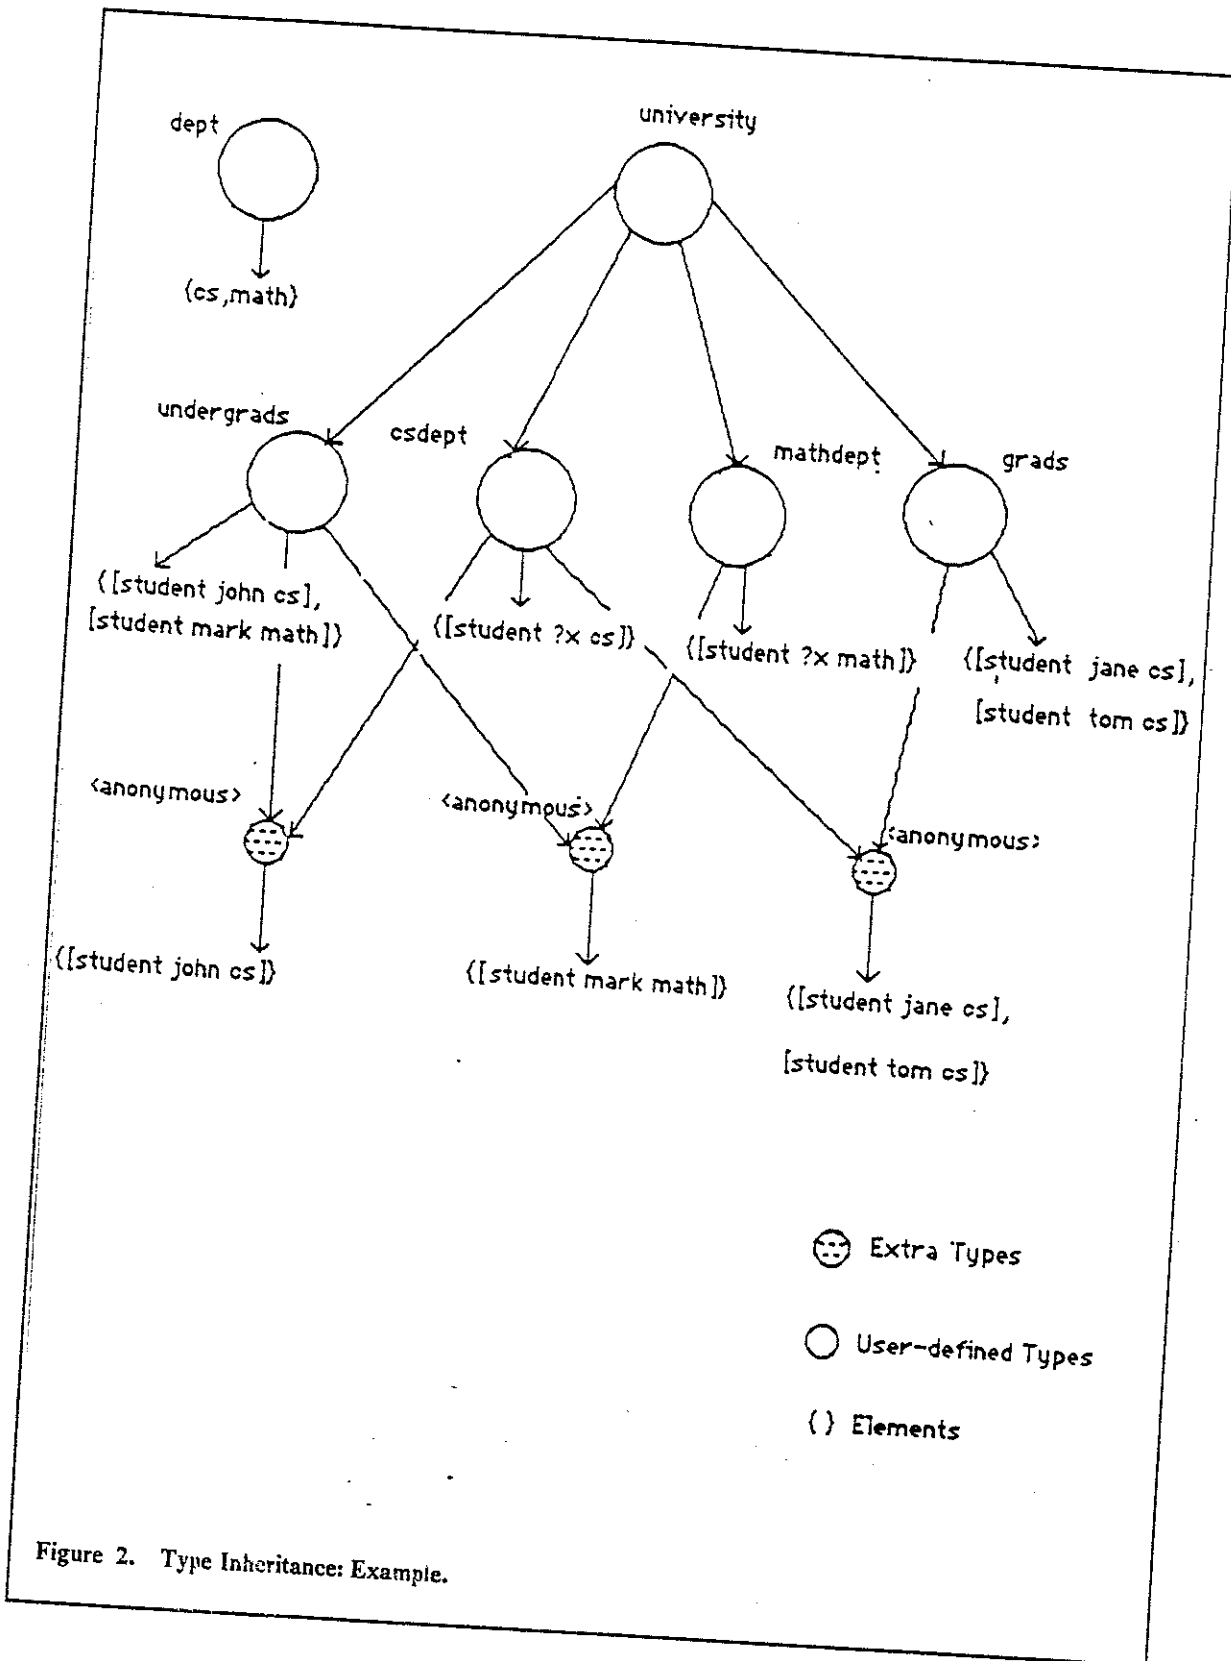 university
dept
{cs,math}
undergrads
csdept
mathdept
grads
{[student john cs],
[student mark math]}
{[student ?x cs]}
{[student ?x math]}
{[student jane cs],
[student tom cs]}
<anonymous>
<anonymous>
<anonymous>
{[student john cs]}
{[student mark math]}
{[student jane cs],
[student tom cs]}
Extra Types
User-defined Types
{} Elements
Figure 2. Type Inheritance: Example.